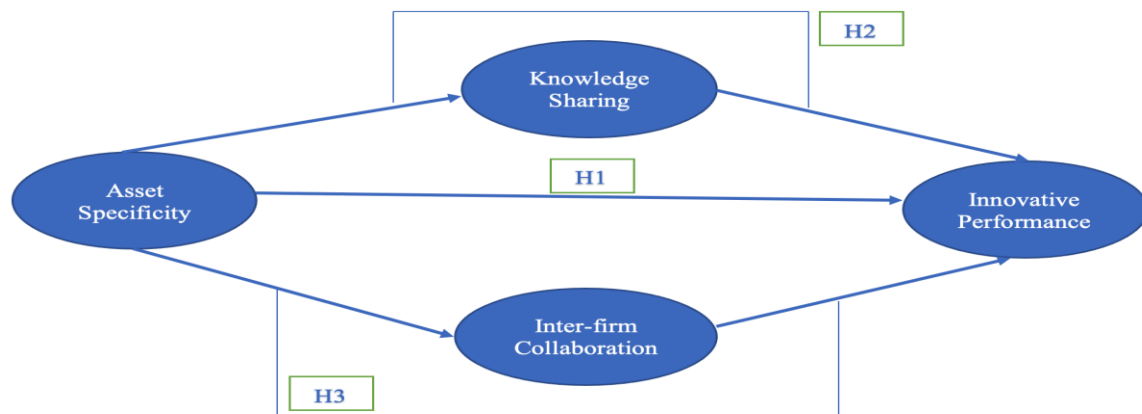 H2
Knowledge
Sharing
H1
Asset
Specificity
Innovative
Performance
Inter-firm
Collaboration
H3